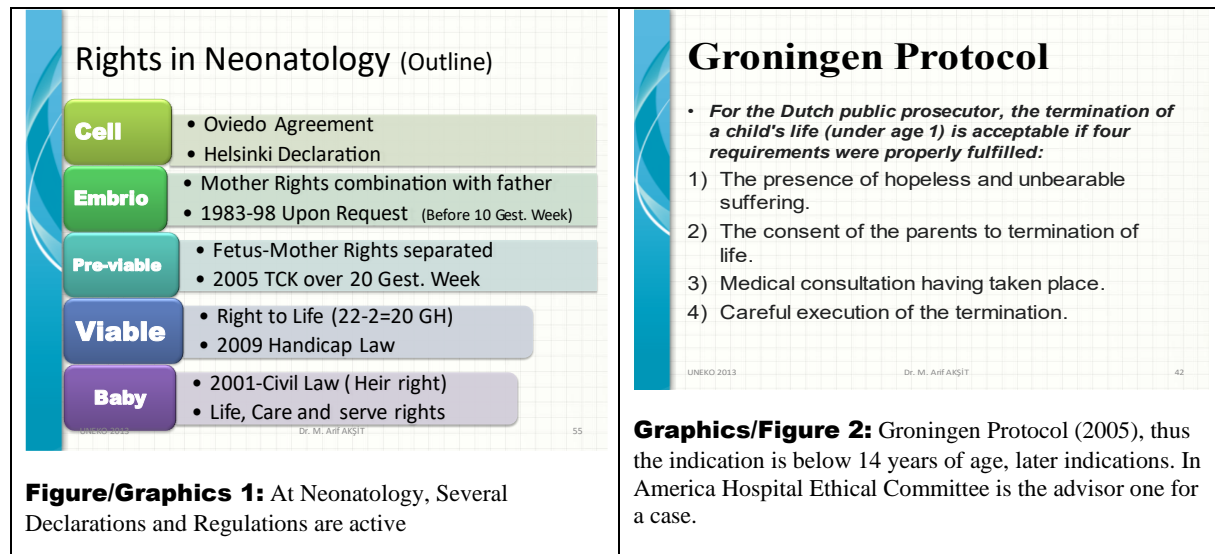 Rights in Neonatology (Outline)
Cell
• Oviedo Agreement
• Helsinki Declaration
Embrio
• Mother Rights combination with father
• 1983-98 Upon Request (Before 10 Gest. Week)
Pre-viable
• Fetus-Mother Rights separated
• 2005 TCK over 20 Gest. Week
Viable
• Right to Life (22-2=20 GH)
• 2009 Handicap Law
Baby
• 2001-Civil Law ( Heir right)
• Life, Care and serve rights
UNEKO 2013 Dr. M. Arif AKŞİT 55
Figure/Graphics 1: At Neonatology, Several
Declarations and Regulations are active
Groningen Protocol
• For the Dutch public prosecutor, the termination of
a child's life (under age 1) is acceptable if four
requirements were properly fulfilled:
1) The presence of hopeless and unbearable
suffering.
2) The consent of the parents to termination of
life.
3) Medical consultation having taken place.
4) Careful execution of the termination.
UNEKO 2013 Dr. M. Arif AKŞİT 42
Graphics/Figure 2: Groningen Protocol (2005), thus
the indication is below 14 years of age, later indications. In
America Hospital Ethical Committee is the advisor one for
a case.